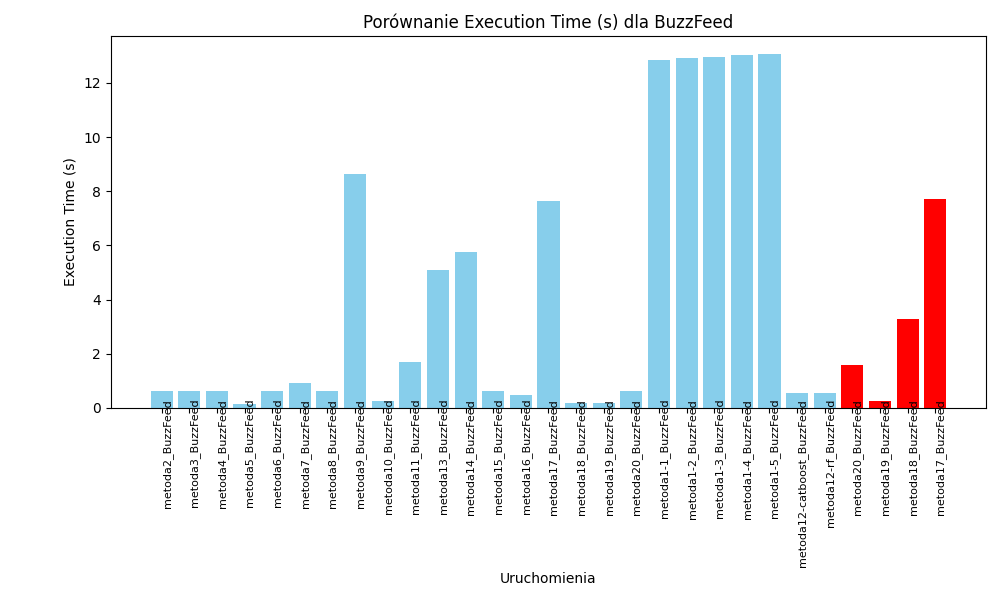 Porównanie Execution Time (s) dla BuzzFeed
Execution Time (s)
12
10
8
6
4
2
0
metoda2_BuzzFeed
metoda3_BuzzFeed
metoda4_BuzzFeed
metoda5_BuzzFeed
metoda6_BuzzFeed
metoda7_BuzzFeed
metoda8_BuzzFeed
metoda9_BuzzFeed
metoda10_BuzzFeed
metoda11_BuzzFeed
metoda13_BuzzFeed
metoda14_BuzzFeed
metoda15_BuzzFeed
metoda16_BuzzFeed
metoda17_BuzzFeed
metoda18_BuzzFeed
metoda19_BuzzFeed
metoda20_BuzzFeed
metoda1-1_BuzzFeed
metoda1-2_BuzzFeed
metoda1-3_BuzzFeed
metoda1-4_BuzzFeed
metoda1-5_BuzzFeed
metoda12-catboost_BuzzFeed
metoda12-rf_BuzzFeed
metoda20_BuzzFeed
metoda19_BuzzFeed
metoda18_BuzzFeed
metoda17_BuzzFeed
Uruchomienia